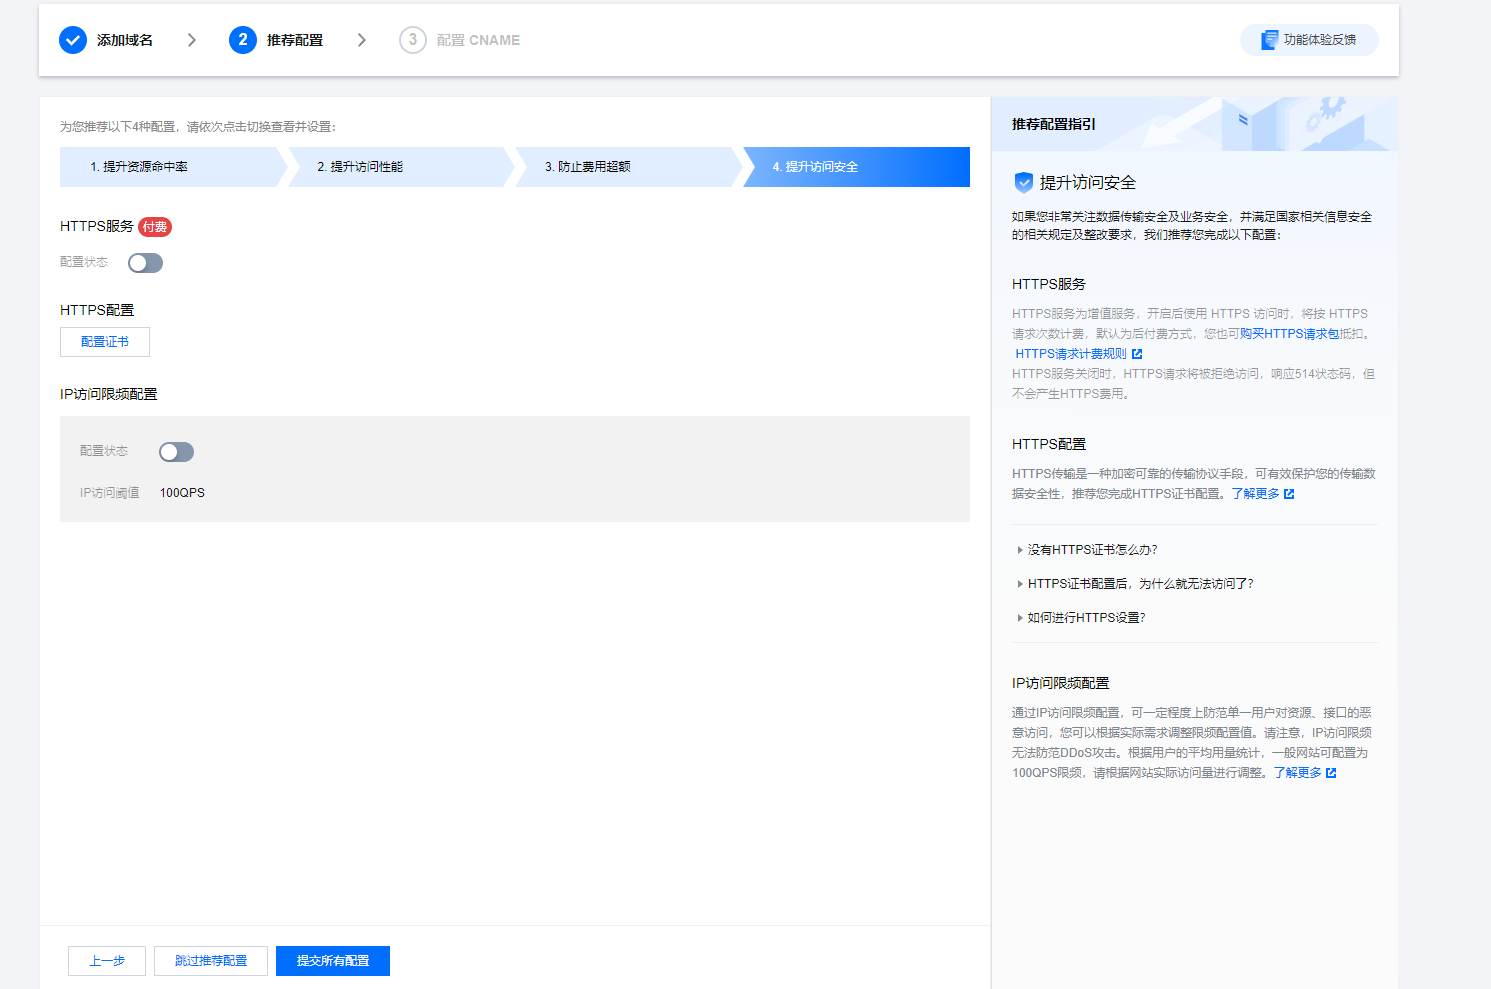 添加域名
2 推荐配置
3 配置 CNAME
功能体验反馈
为您推荐以下4种配置，请依次点击切换查看并设置：
1. 提升资源命中率
2. 提升访问性能
3. 防止费用超额
4. 提升访问安全
HTTPS服务 付费
配置状态
HTTPS配置
配置证书
IP访问限频配置
配置状态
IP访问阈值 100QPS
上一步
跳过推荐配置
提交所有配置
推荐配置指引
提升访问安全
如果您非常关注数据传输安全及业务安全，并满足国家相关信息安全
的相关规定及整改要求，我们推荐您完成以下配置：
HTTPS服务
HTTPS服务为增值服务，开启后使用 HTTPS 访问时，将按 HTTPS
请求次数计费，默认为后付费方式，您也可购买HTTPS请求包抵扣。
HTTPS请求计费规则
HTTPS服务关闭时，HTTPS请求将被拒绝访问，响应514状态码，但
不会产生HTTPS费用。
HTTPS配置
HTTPS传输是一种加密可靠的传输协议手段，可有效保护您的传输数
据安全性，推荐您完成HTTPS证书配置。了解更多
没有HTTPS证书怎么办？
HTTPS证书配置后，为什么就无法访问了？
如何进行HTTPS设置？
IP访问限频配置
通过IP访问限频配置，可一定程度上防范单一用户对资源、接口的恶
意访问，您可以根据实际需求调整限频配置值。请注意，IP访问限频
无法防范DDoS攻击。根据用户的平均用量统计，一般网站可配置为
100QPS限频，请根据网站实际访问量进行调整。了解更多